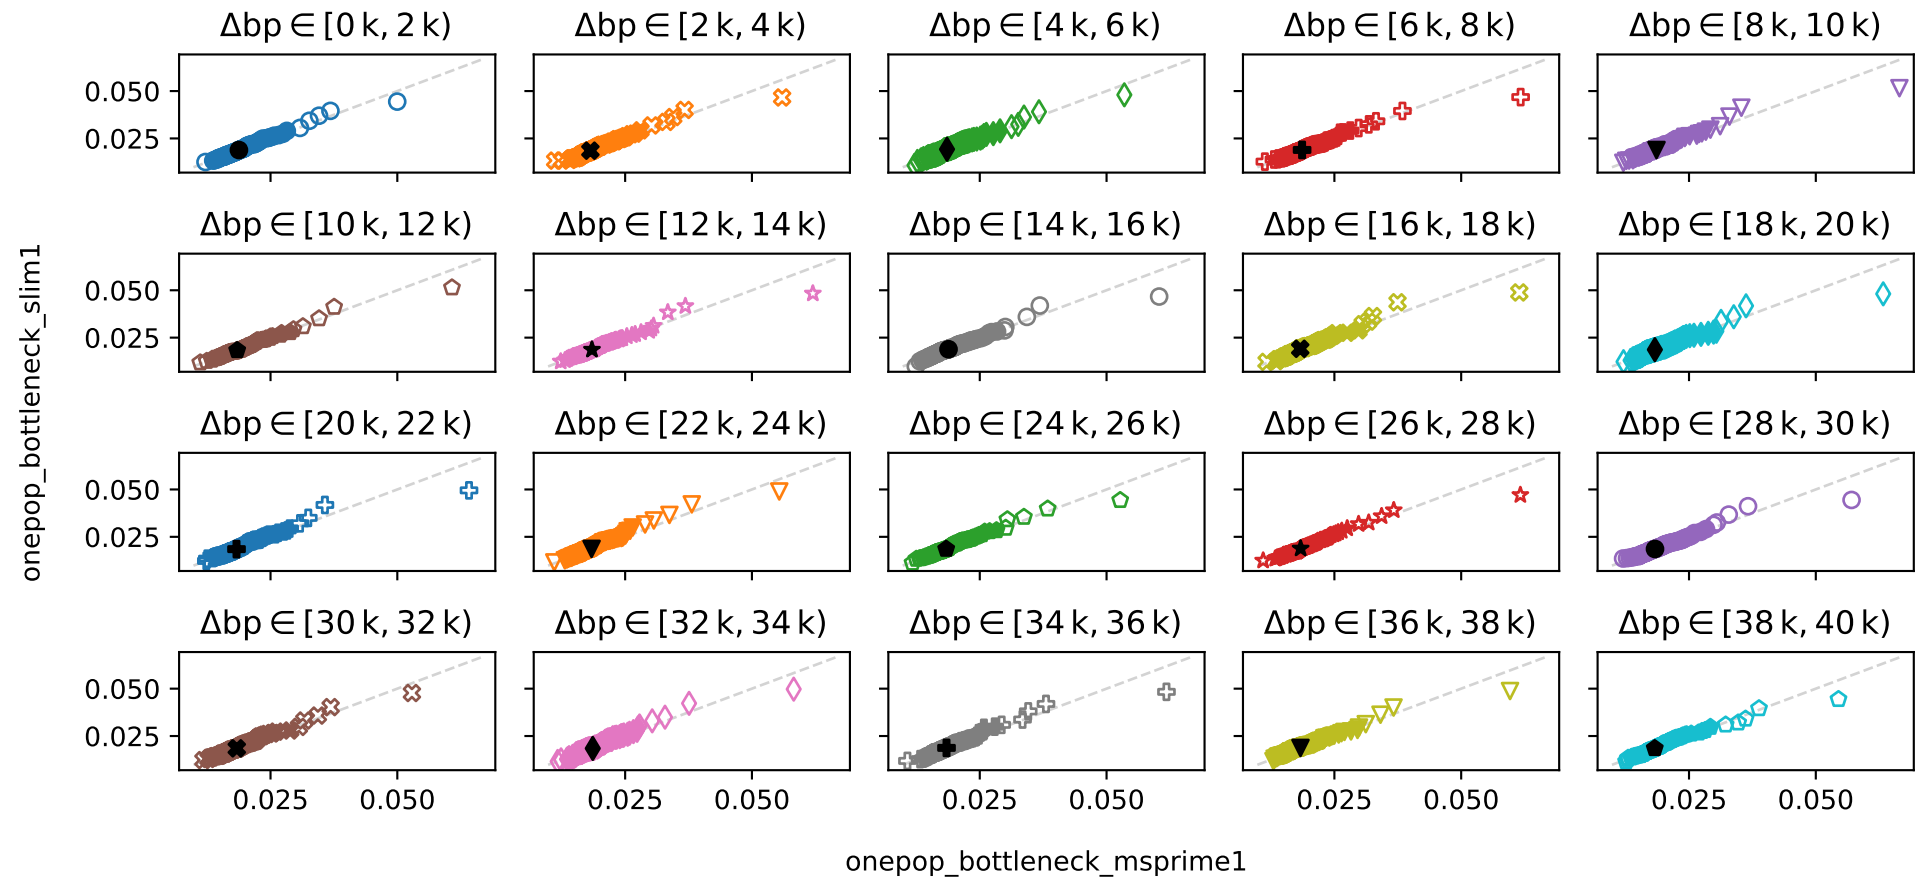 Δbp ∈ [0 k, 2 k)
Δbp ∈ [2 k, 4 k)
Δbp ∈ [4 k, 6 k)
Δbp ∈ [6 k, 8 k)
Δbp ∈ [8 k, 10 k)
0.050
0.025
Δbp ∈ [10 k, 12 k)
Δbp ∈ [12 k, 14 k)
Δbp ∈ [14 k, 16 k)
Δbp ∈ [16 k, 18 k)
Δbp ∈ [18 k, 20 k)
0.050
0.025
onepop_bottleneck_slim1
Δbp ∈ [20 k, 22 k)
Δbp ∈ [22 k, 24 k)
Δbp ∈ [24 k, 26 k)
Δbp ∈ [26 k, 28 k)
Δbp ∈ [28 k, 30 k)
0.050
0.025
Δbp ∈ [30 k, 32 k)
Δbp ∈ [32 k, 34 k)
Δbp ∈ [34 k, 36 k)
Δbp ∈ [36 k, 38 k)
Δbp ∈ [38 k, 40 k)
0.050
0.025
0.025 0.050
0.025 0.050
0.025 0.050
0.025 0.050
0.025 0.050
onepop_bottleneck_msprime1